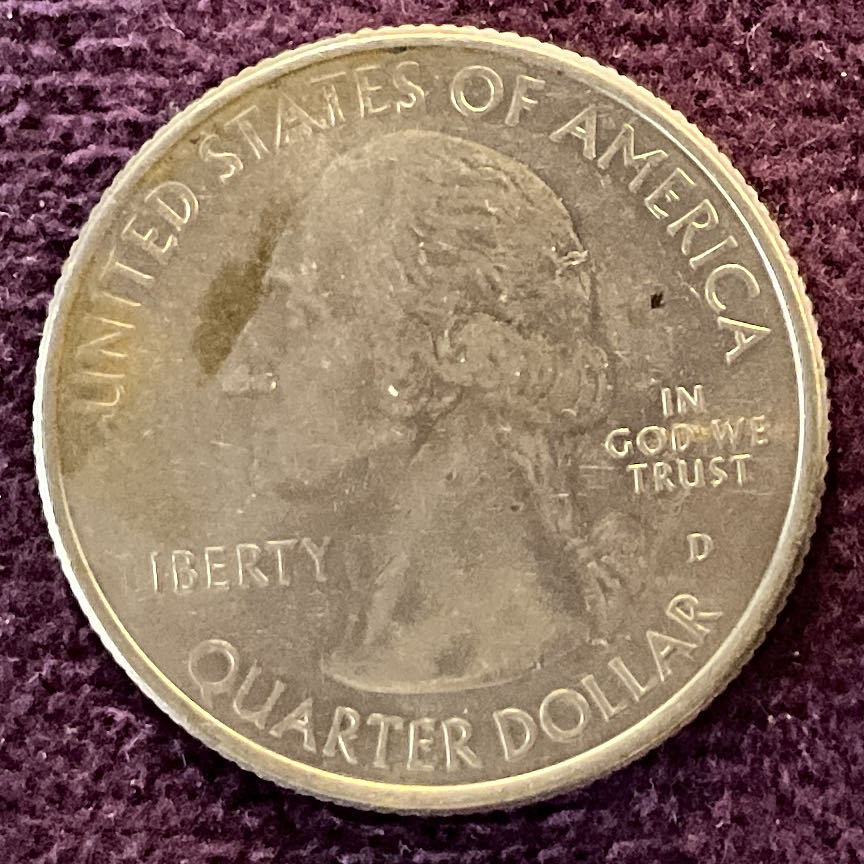 UNITED STATES OF AMERICA
IN
GOD WE
TRUST
LIBERTY
D
QUARTER DOLLAR